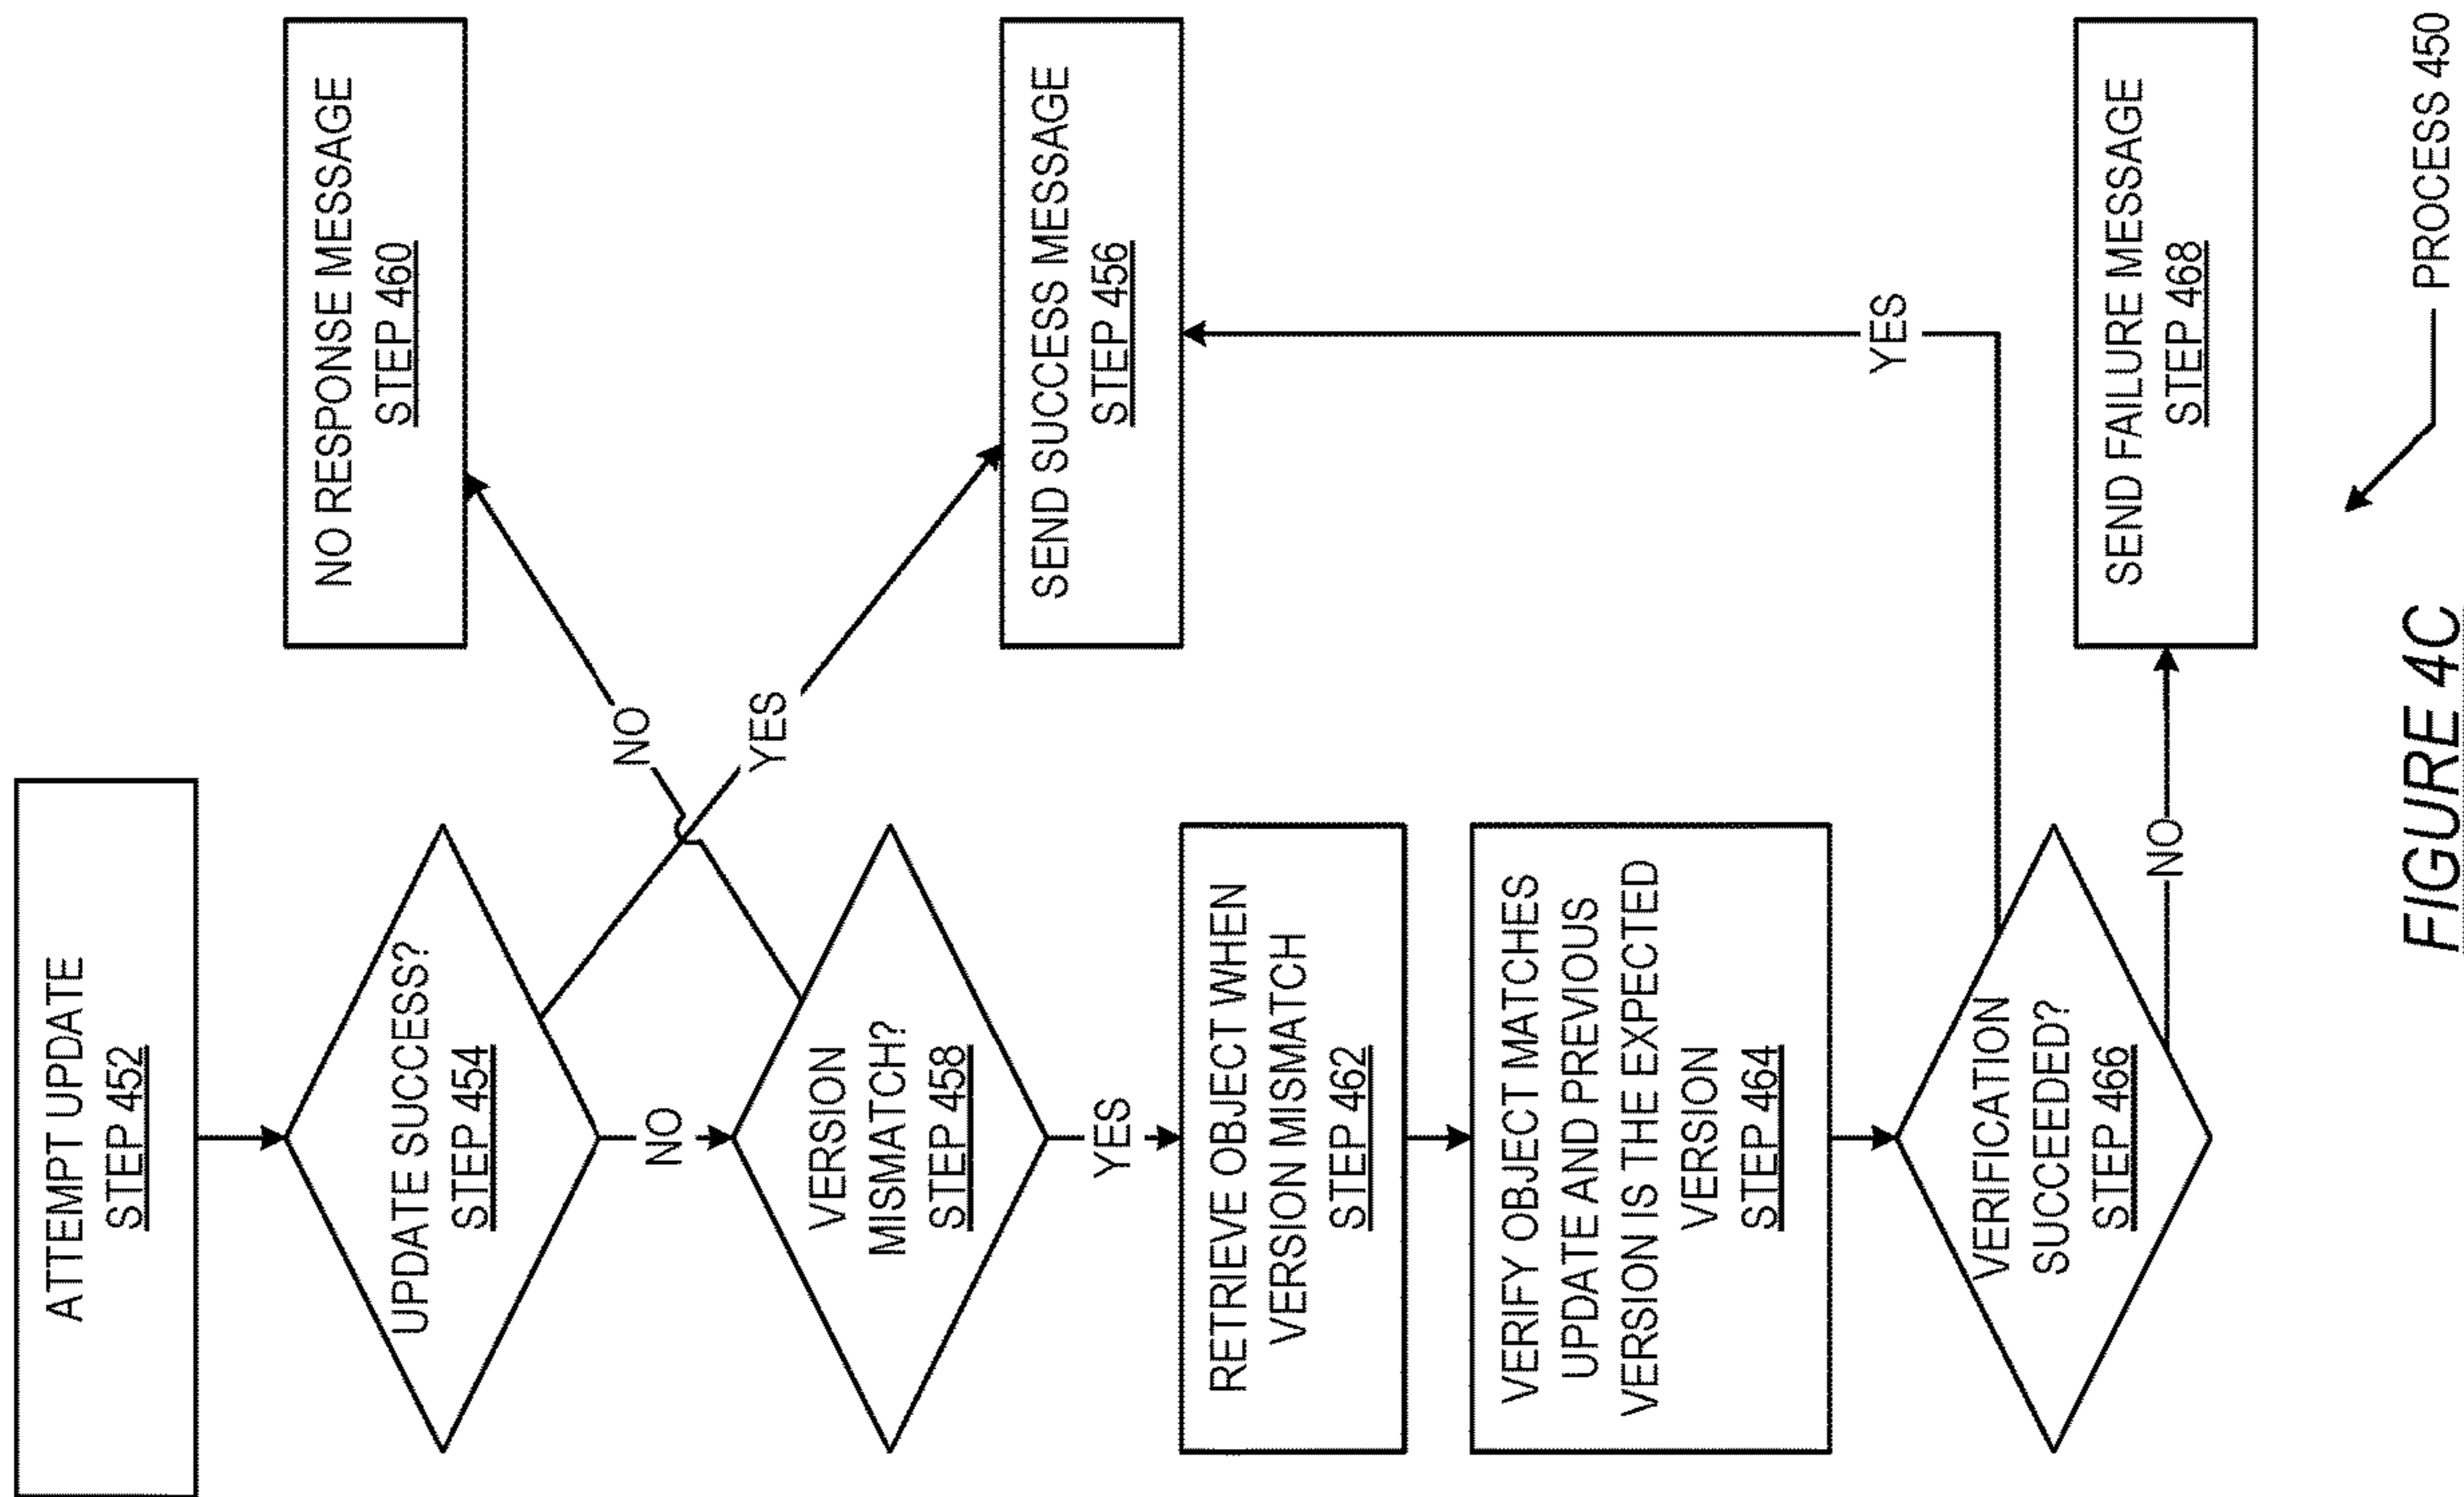 ATTEMPT UPDATE
STEP 452
UPDATE SUCCESS?
STEP 454
NO
YES
VERSION
MISMATCH?
STEP 458
NO
YES
NO RESPONSE MESSAGE
STEP 460
SEND SUCCESS MESSAGE
STEP 456
RETRIEVE OBJECT WHEN
VERSION MISMATCH
STEP 462
VERIFY OBJECT MATCHES
UPDATE AND PREVIOUS
VERSION IS THE EXPECTED
VERSION
STEP 464
VERIFICATION
SUCCEEDED?
STEP 466
YES
NO
SEND FAILURE MESSAGE
STEP 468
FIGURE 4C
PROCESS 450